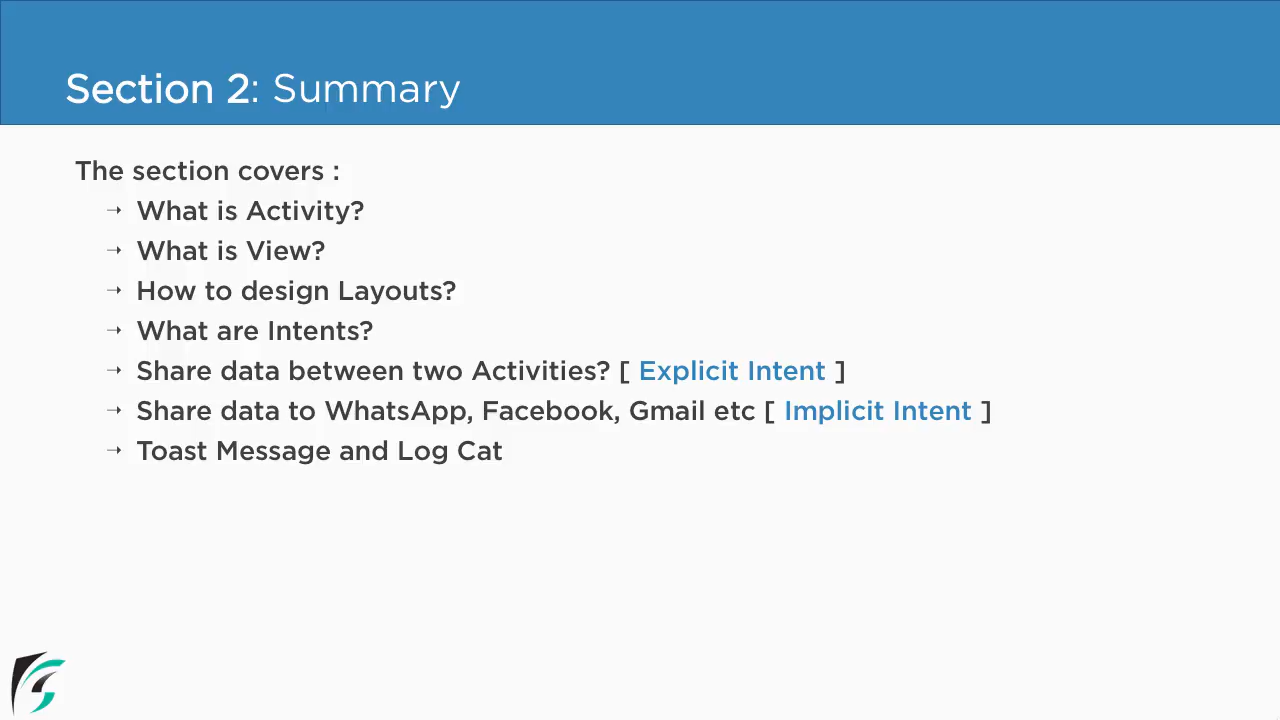 Section 2: Summary
The section covers :
→ What is Activity?
→ What is View?
→ How to design Layouts?
→ What are Intents?
→ Share data between two Activities? [ Explicit Intent ]
→ Share data to WhatsApp, Facebook, Gmail etc [ Implicit Intent ]
→ Toast Message and Log Cat